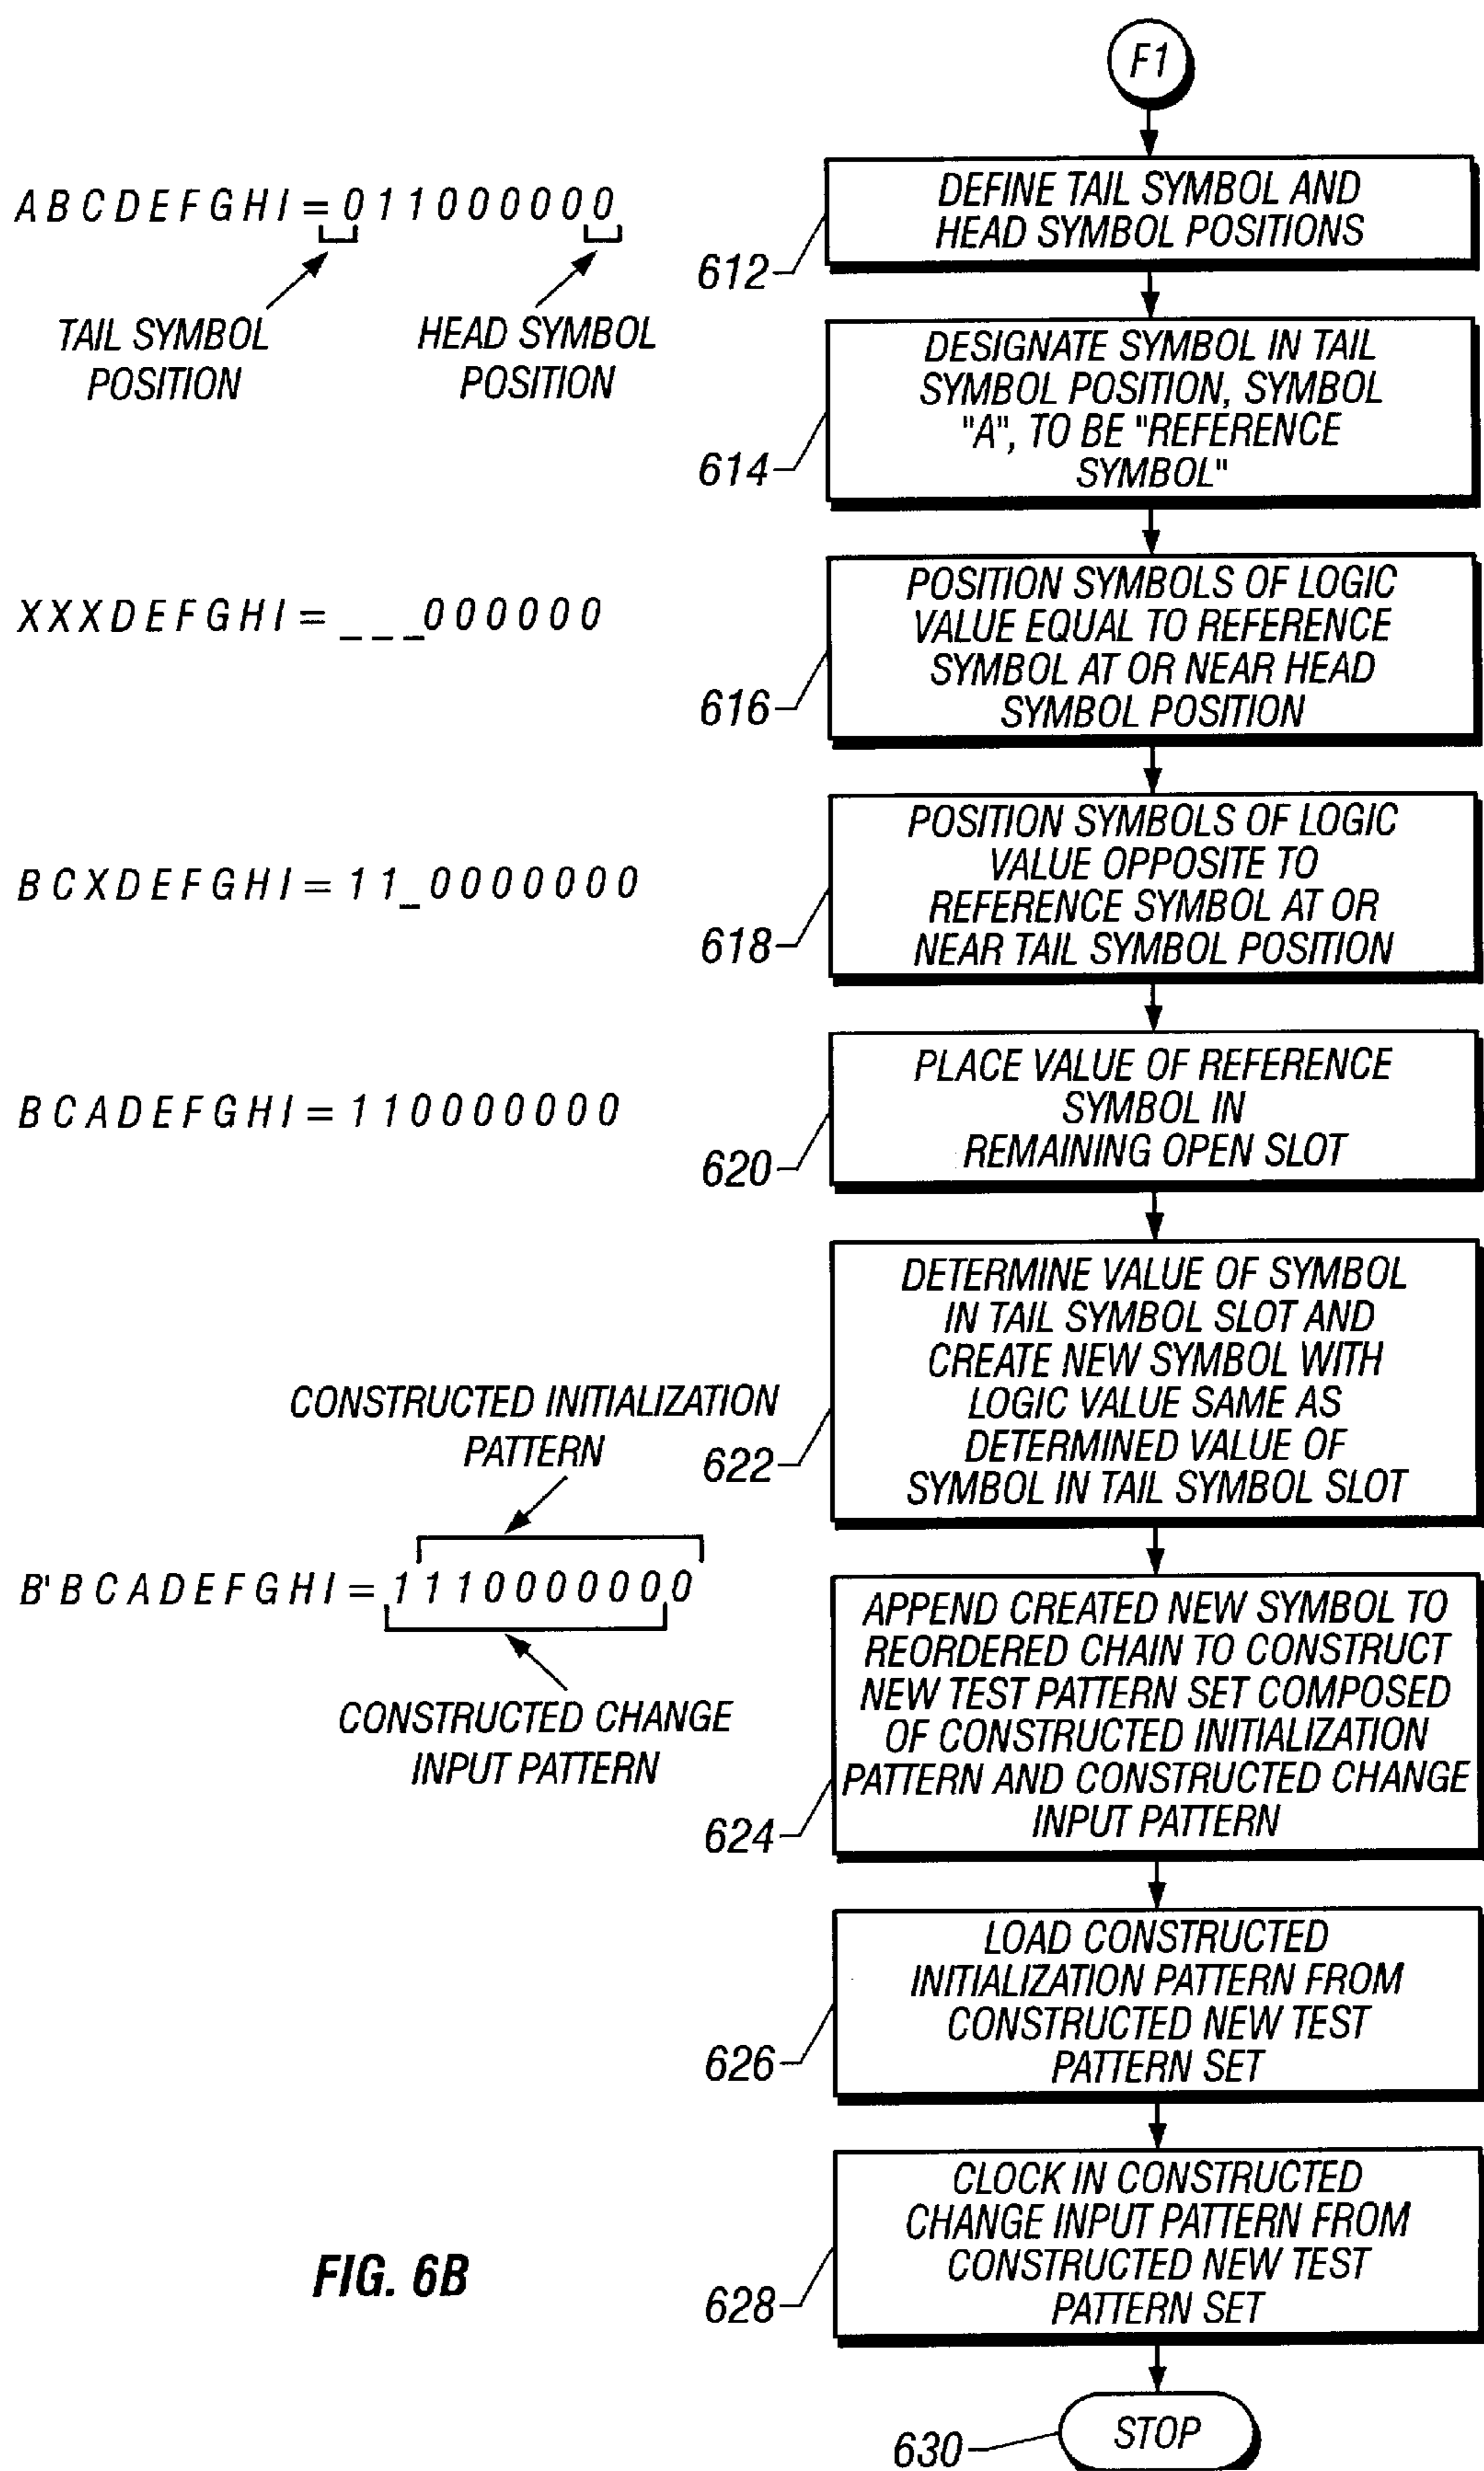 F1
DEFINE TAIL SYMBOL AND
HEAD SYMBOL POSITIONS
612
A B C D E F G H I = 0 1 1 0 0 0 0 0 0
TAIL SYMBOL
POSITION
HEAD SYMBOL
POSITION
DESIGNATE SYMBOL IN TAIL
SYMBOL POSITION, SYMBOL
"A", TO BE "REFERENCE
SYMBOL"
614
X X X D E F G H I = _ _ _ 0 0 0 0 0 0
POSITION SYMBOLS OF LOGIC
VALUE EQUAL TO REFERENCE
SYMBOL AT OR NEAR HEAD
SYMBOL POSITION
616
B C X D E F G H I = 1 1 _ 0 0 0 0 0 0 0
POSITION SYMBOLS OF LOGIC
VALUE OPPOSITE TO
REFERENCE SYMBOL AT OR
NEAR TAIL SYMBOL POSITION
618
B C A D E F G H I = 1 1 0 0 0 0 0 0 0
PLACE VALUE OF REFERENCE
SYMBOL IN
REMAINING OPEN SLOT
620
DETERMINE VALUE OF SYMBOL
IN TAIL SYMBOL SLOT AND
CREATE NEW SYMBOL WITH
LOGIC VALUE SAME AS
DETERMINED VALUE OF
SYMBOL IN TAIL SYMBOL SLOT
622
CONSTRUCTED INITIALIZATION
PATTERN
B' B C A D E F G H I = 1 1 1 0 0 0 0 0 0 0
CONSTRUCTED CHANGE
INPUT PATTERN
APPEND CREATED NEW SYMBOL TO
REORDERED CHAIN TO CONSTRUCT
NEW TEST PATTERN SET COMPOSED
OF CONSTRUCTED INITIALIZATION
PATTERN AND CONSTRUCTED CHANGE
INPUT PATTERN
624
LOAD CONSTRUCTED
INITIALIZATION PATTERN FROM
CONSTRUCTED NEW TEST
PATTERN SET
626
CLOCK IN CONSTRUCTED
CHANGE INPUT PATTERN FROM
CONSTRUCTED NEW TEST
PATTERN SET
628
STOP
630
FIG. 6B